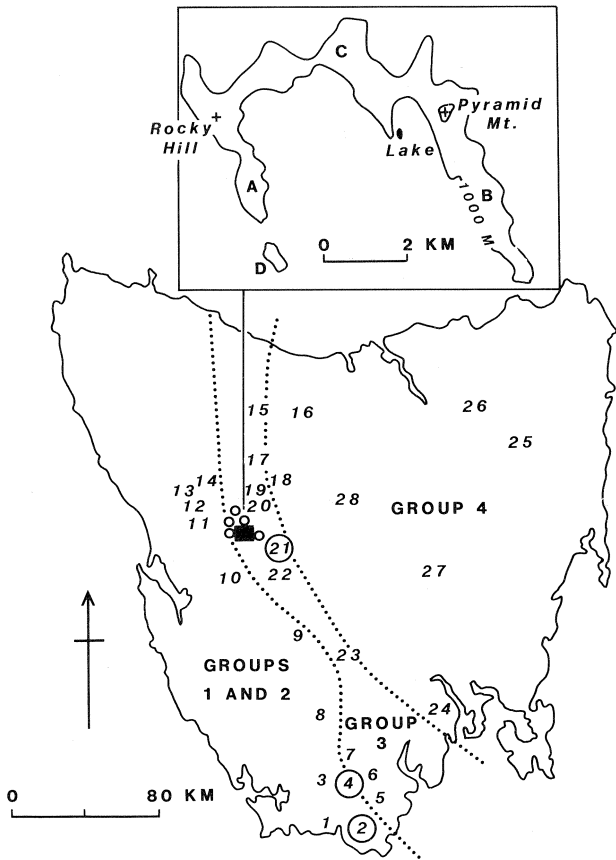 C
Rocky
Hill
Pyramid
Mt.
Lake
A
B
1000 M
D
0 2 KM
15 16
26
25
17
14 18
13 19
12 20
28
11
GROUP 4
21
10 22
27
9
23
GROUPS
1 AND 2
8
24
GROUP
3
7
3 4 6
5
1 2
0 80 KM